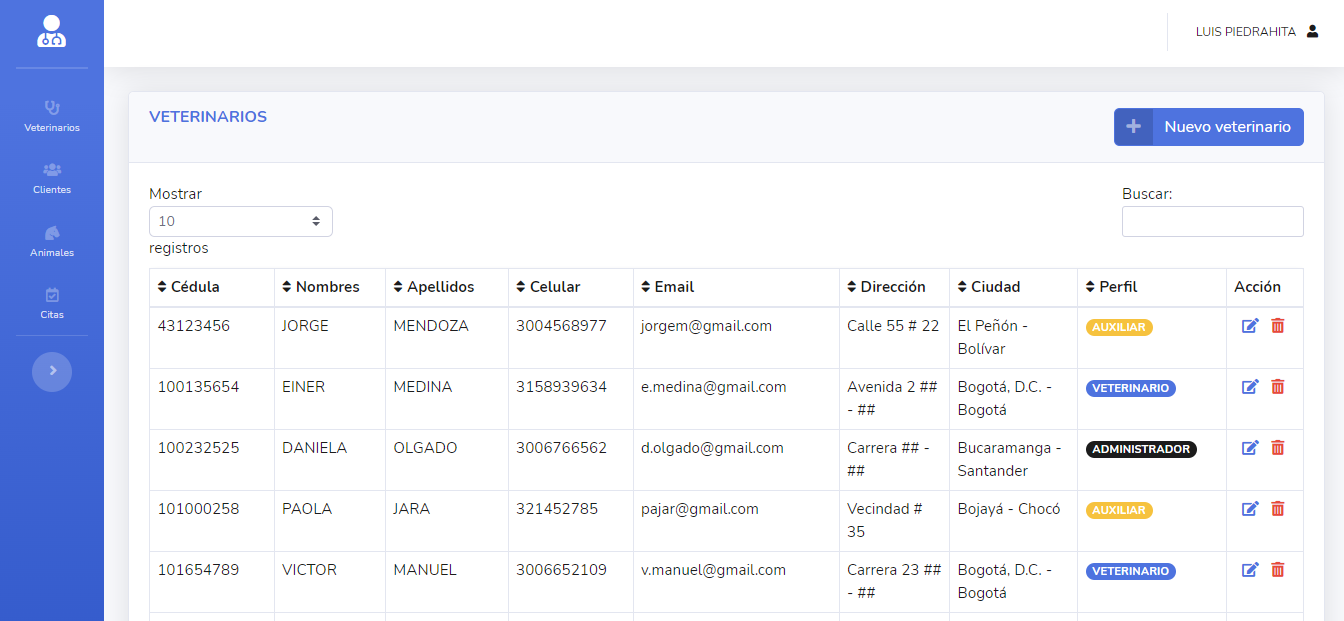 LUIS PIEDRAHITA
Veterinarios
Clientes
Animales
Citas
VETERINARIOS
Nuevo veterinario
Mostrar
10
registros
Buscar:
Cédula Nombres Apellidos Celular Email Dirección Ciudad Perfil Acción
43123456 JORGE MENDOZA 3004568977 jorgem@gmail.com Calle 55 # 22 El Peñón -
Bolívar
AUXILIAR
100135654 EINER MEDINA 3158939634 e.medina@gmail.com Avenida 2 ##
- ##
Bogotá, D.C. -
Bogotá
VETERINARIO
100232525 DANIELA OLGADO 3006766562 d.olgado@gmail.com Carrera ## -
##
Bucaramanga -
Santander
ADMINISTRADOR
101000258 PAOLA JARA 321452785 pajar@gmail.com Vecindad #
35
Bojayá - Chocó
AUXILIAR
101654789 VICTOR MANUEL 3006652109 v.manuel@gmail.com Carrera 23 ##
- ##
Bogotá, D.C. -
Bogotá
VETERINARIO